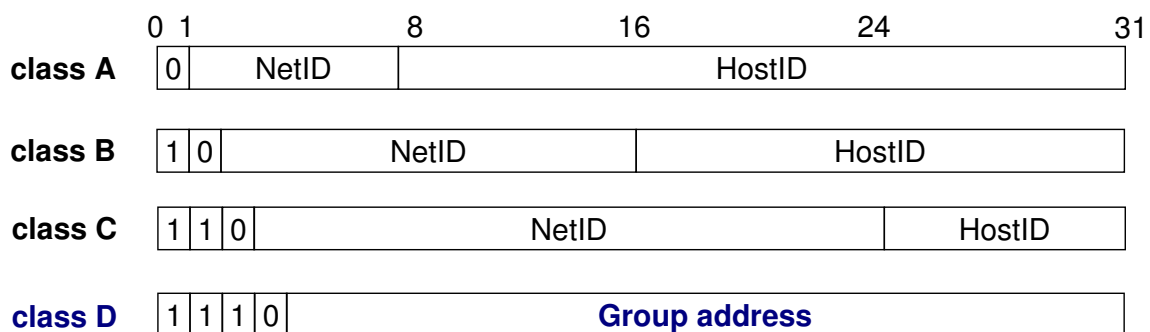 0 1 8 16 24 31
class A 0 NetID HostID
class B 1 0 NetID HostID
class C 1 1 0 NetID HostID
class D 1 1 1 0 Group address